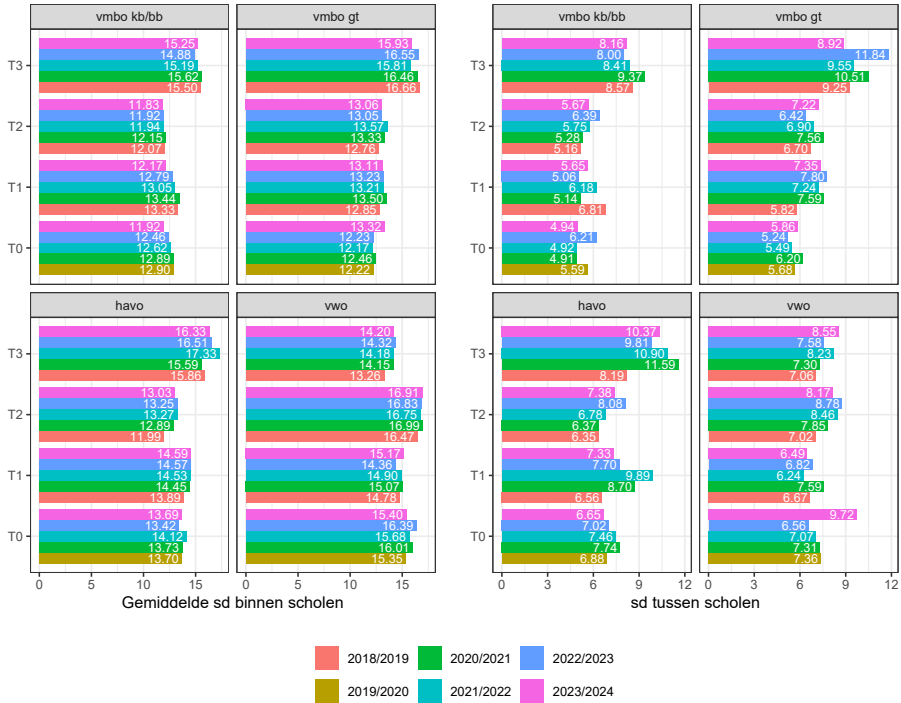 vmbo kb/bb vmbo gt vmbo kb/bb vmbo gt
15.25 15.93 8.16 8.92
14.88 16.55 8.00 11.84
T3 15.19 15.81 T3 8.41 9.55
15.62 16.46 9.37 10.51
15.50 16.66 8.57 9.25
11.83 13.06 5.67 7.22
11.92 13.05 6.39 6.42
T2 11.94 13.57 T2 5.75 6.90
12.15 13.33 5.28 7.56
12.07 12.76 5.16 6.70
12.17 13.11 5.65 7.35
12.79 13.23 5.06 7.80
T1 13.05 13.21 T1 6.18 7.24
13.44 13.50 5.14 7.59
13.33 12.85 6.81 5.82
11.92 13.32 4.94 5.86
12.46 12.23 6.21 5.24
T0 12.62 12.17 T0 4.92 5.49
12.89 12.46 4.91 6.20
12.90 12.22 5.59 5.68
havo vwo havo vwo
16.33 14.20 10.37 8.55
16.51 14.32 9.81 7.58
T3 17.33 14.18 T3 10.90 8.23
15.59 14.15 11.59 7.30
15.86 13.26 8.19 7.06
13.03 16.91 7.38 8.17
13.25 16.83 8.08 8.78
T2 13.27 16.75 T2 6.78 8.46
12.89 16.99 6.37 7.85
11.99 16.47 6.35 7.02
14.59 15.17 7.33 6.49
14.57 14.36 7.70 6.82
T1 14.53 14.90 T1 9.89 6.24
14.45 15.07 8.70 7.59
13.89 14.78 6.56 6.67
13.69 15.40 6.65 9.72
13.42 16.39 7.02 6.56
T0 14.12 15.68 T0 7.46 7.07
13.73 16.01 7.74 7.31
13.70 15.35 6.88 7.36
0 5 10 15 0 5 10 15 0 3 6 9 12 0 3 6 9 12
Gemiddelde sd binnen scholen sd tussen scholen
2018/2019 2020/2021 2022/2023
2019/2020 2021/2022 2023/2024